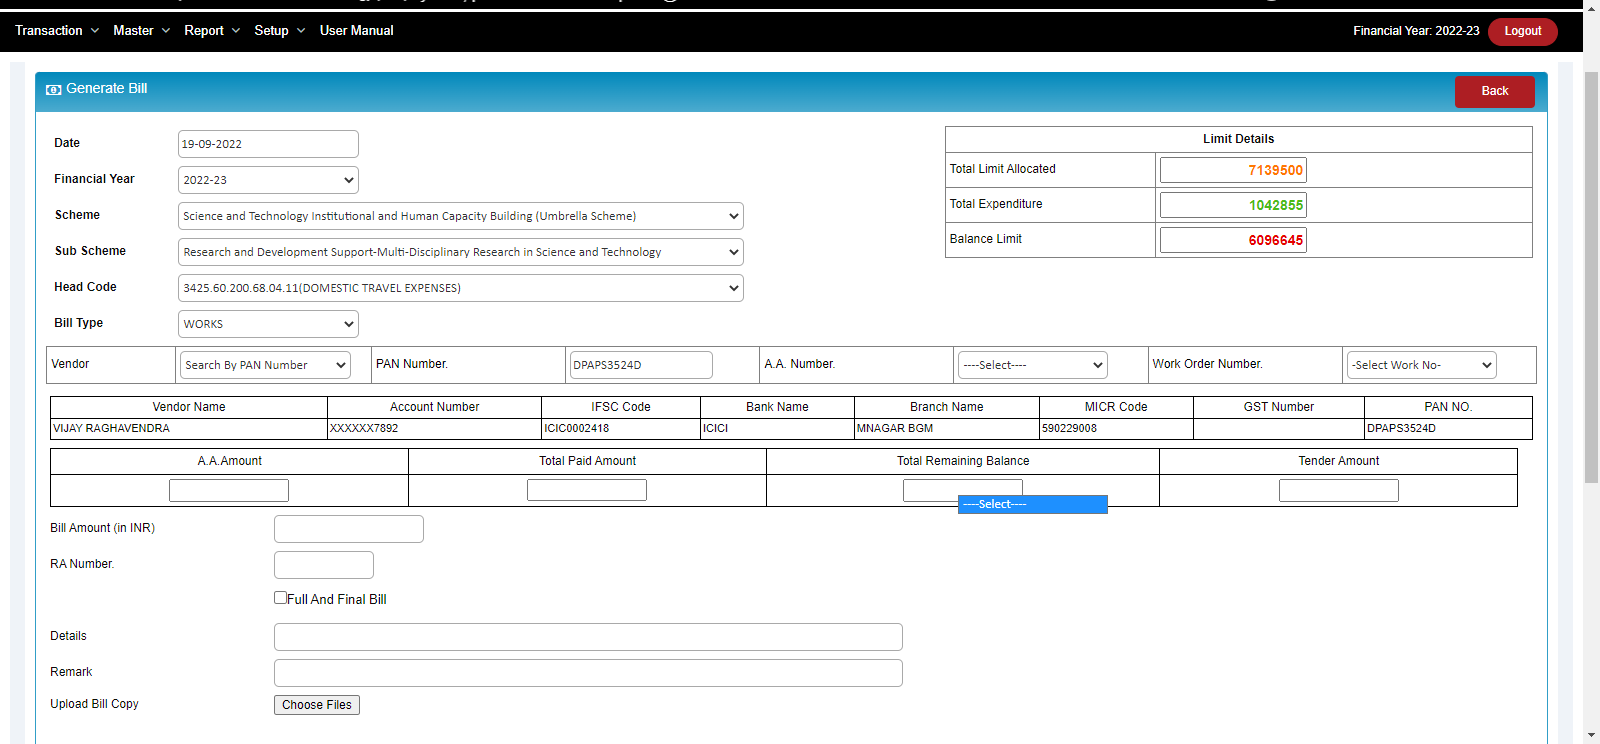 Transaction Master Report Setup User Manual Financial Year: 2022-23 Logout
Generate Bill Back
Date 19-09-2022
Financial Year 2022-23
Scheme Science and Technology Institutional and Human Capacity Building (Umbrella Scheme)
Sub Scheme Research and Development Support-Multi-Disciplinary Research in Science and Technology
Head Code 3425.60.200.68.04.11(DOMESTIC TRAVEL EXPENSES)
Bill Type WORKS
Limit Details
Total Limit Allocated 7139500
Total Expenditure 1042855
Balance Limit 6096645
Vendor Search By PAN Number PAN Number. DPAPS3524D A.A. Number. ----Select---- Work Order Number. -Select Work No-
Vendor Name Account Number IFSC Code Bank Name Branch Name MICR Code GST Number PAN NO.
VIJAY RAGHAVENDRA XXXXXX7892 ICIC0002418 ICICI MNAGAR BGM 590229008 DPAPS3524D
A.A.Amount Total Paid Amount Total Remaining Balance Tender Amount
----Select----
Bill Amount (in INR)
RA Number.
Full And Final Bill
Details
Remark
Upload Bill Copy Choose Files